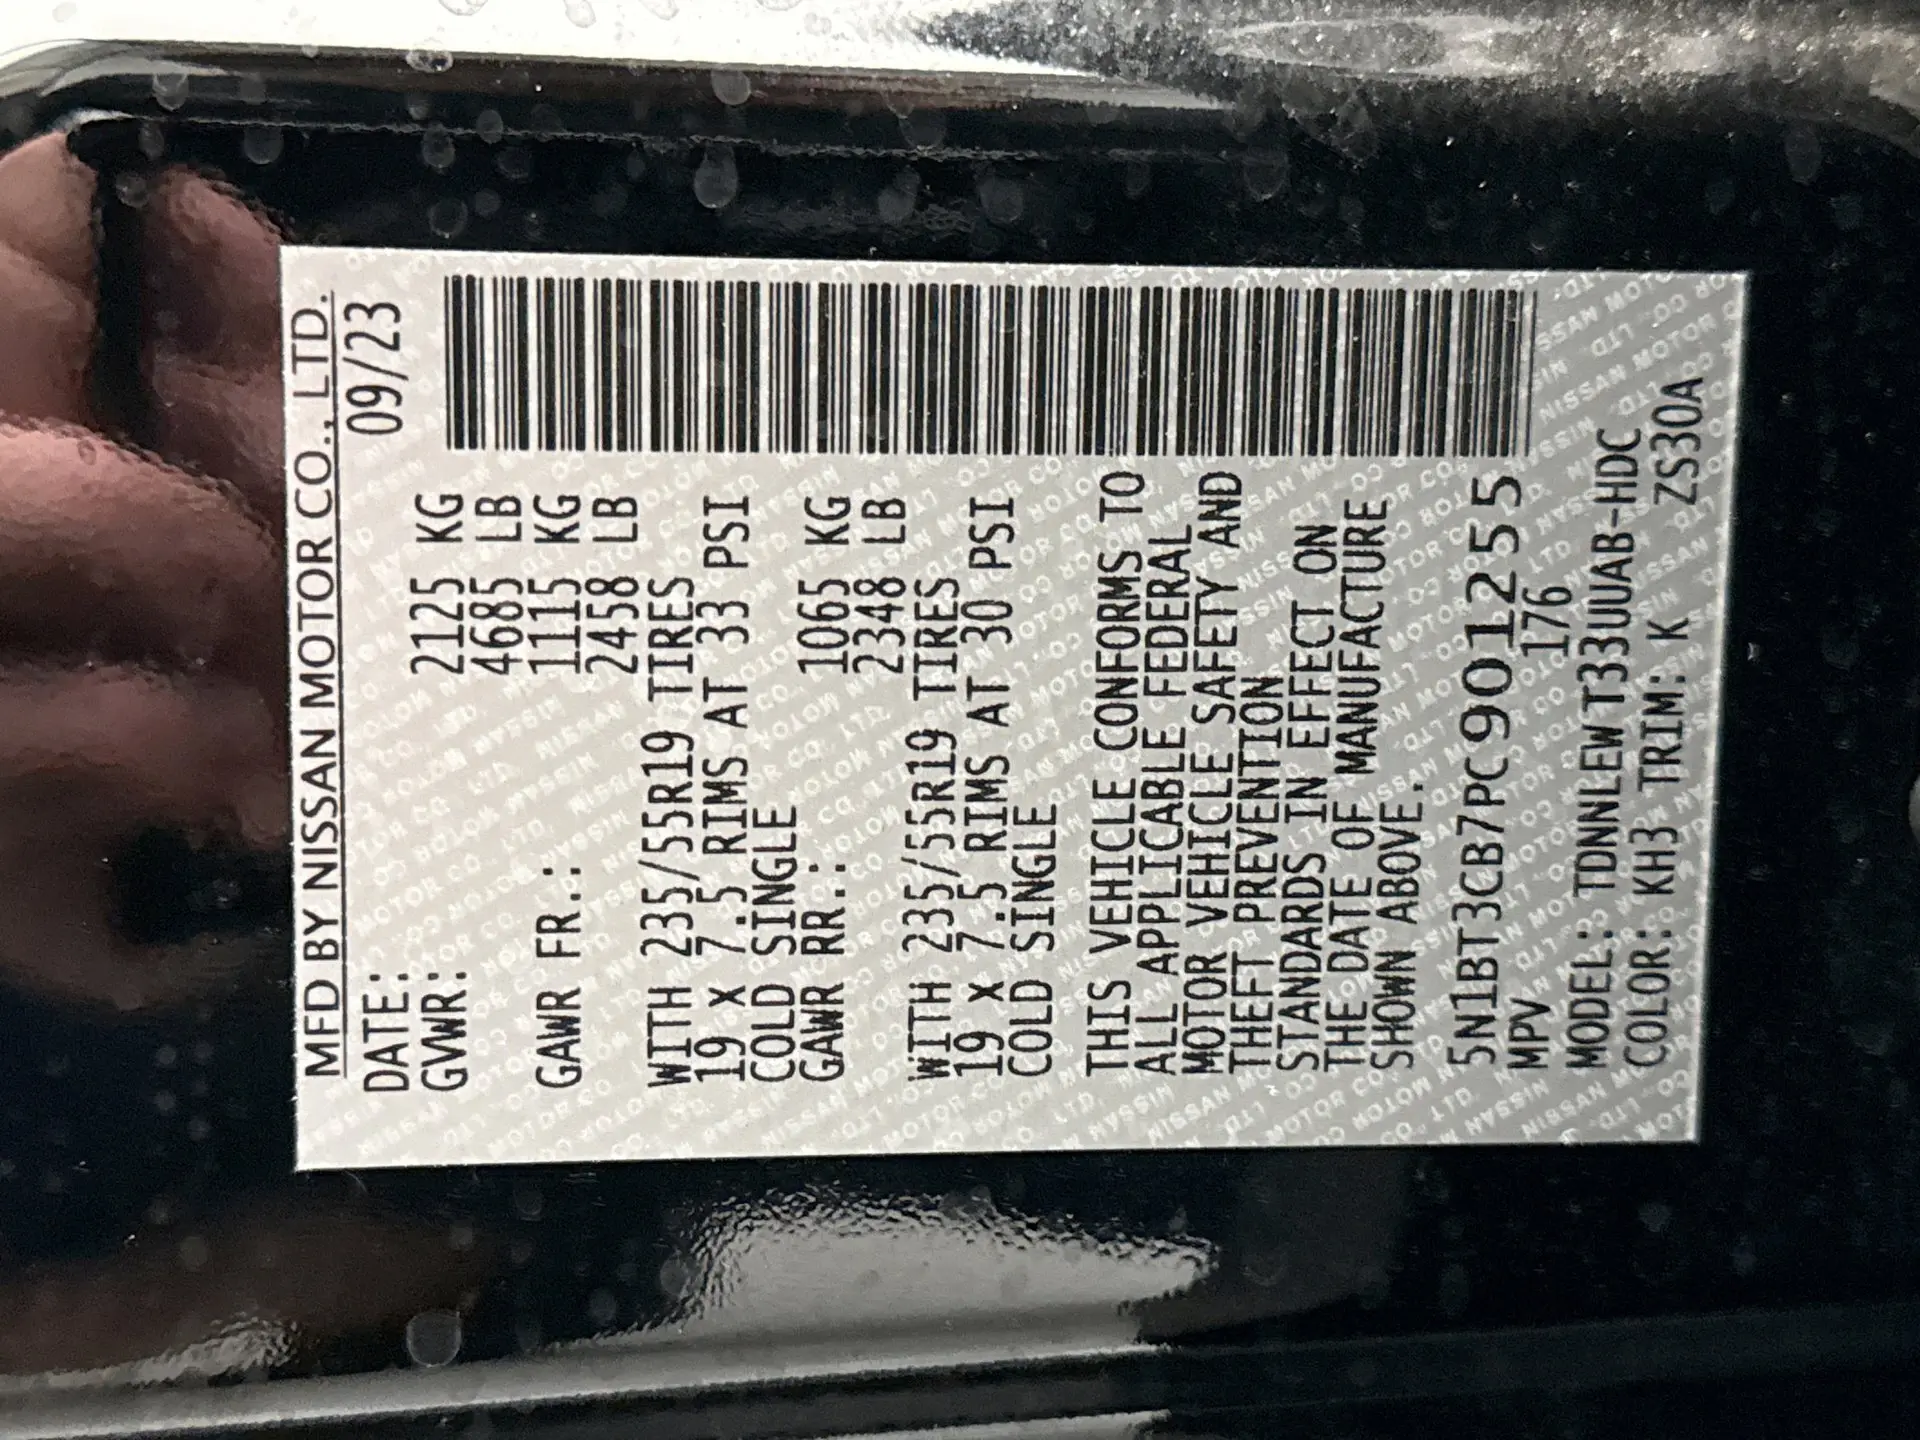 MFD BY NISSAN MOTOR CO., LTD.
DATE: 09/23
GVWR: 2125 KG
4685 LB
GAWR FR.: 1115 KG
2458 LB
WITH 235/55R19 TIRES
19 X 7.5 RIMS AT 33 PSI
COLD SINGLE
GAWR RR.: 1065 KG
2348 LB
WITH 235/55R19 TIRES
19 X 7.5 RIMS AT 30 PSI
COLD SINGLE
THIS VEHICLE CONFORMS TO
ALL APPLICABLE FEDERAL
MOTOR VEHICLE SAFETY AND
THEFT PREVENTION
STANDARDS IN EFFECT ON
THE DATE OF MANUFACTURE
SHOWN ABOVE.
5N1BT3CB7PC901255
MPV 176
MODEL: TDNNLEWT33UUAB-HDC
COLOR: KH3 TRIM: K ZS30A